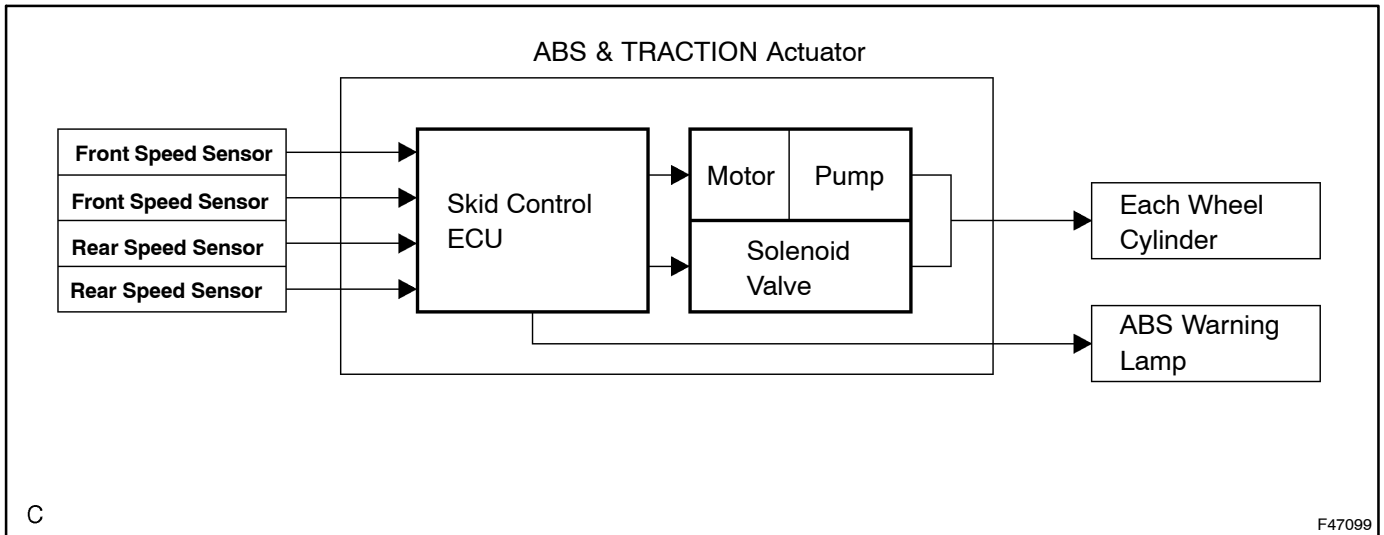 ABS & TRACTION Actuator
Front Speed Sensor
Front Speed Sensor
Rear Speed Sensor
Rear Speed Sensor
Skid Control
ECU
Motor
Pump
Solenoid
Valve
Each Wheel
Cylinder
ABS Warning
Lamp
C
F47099